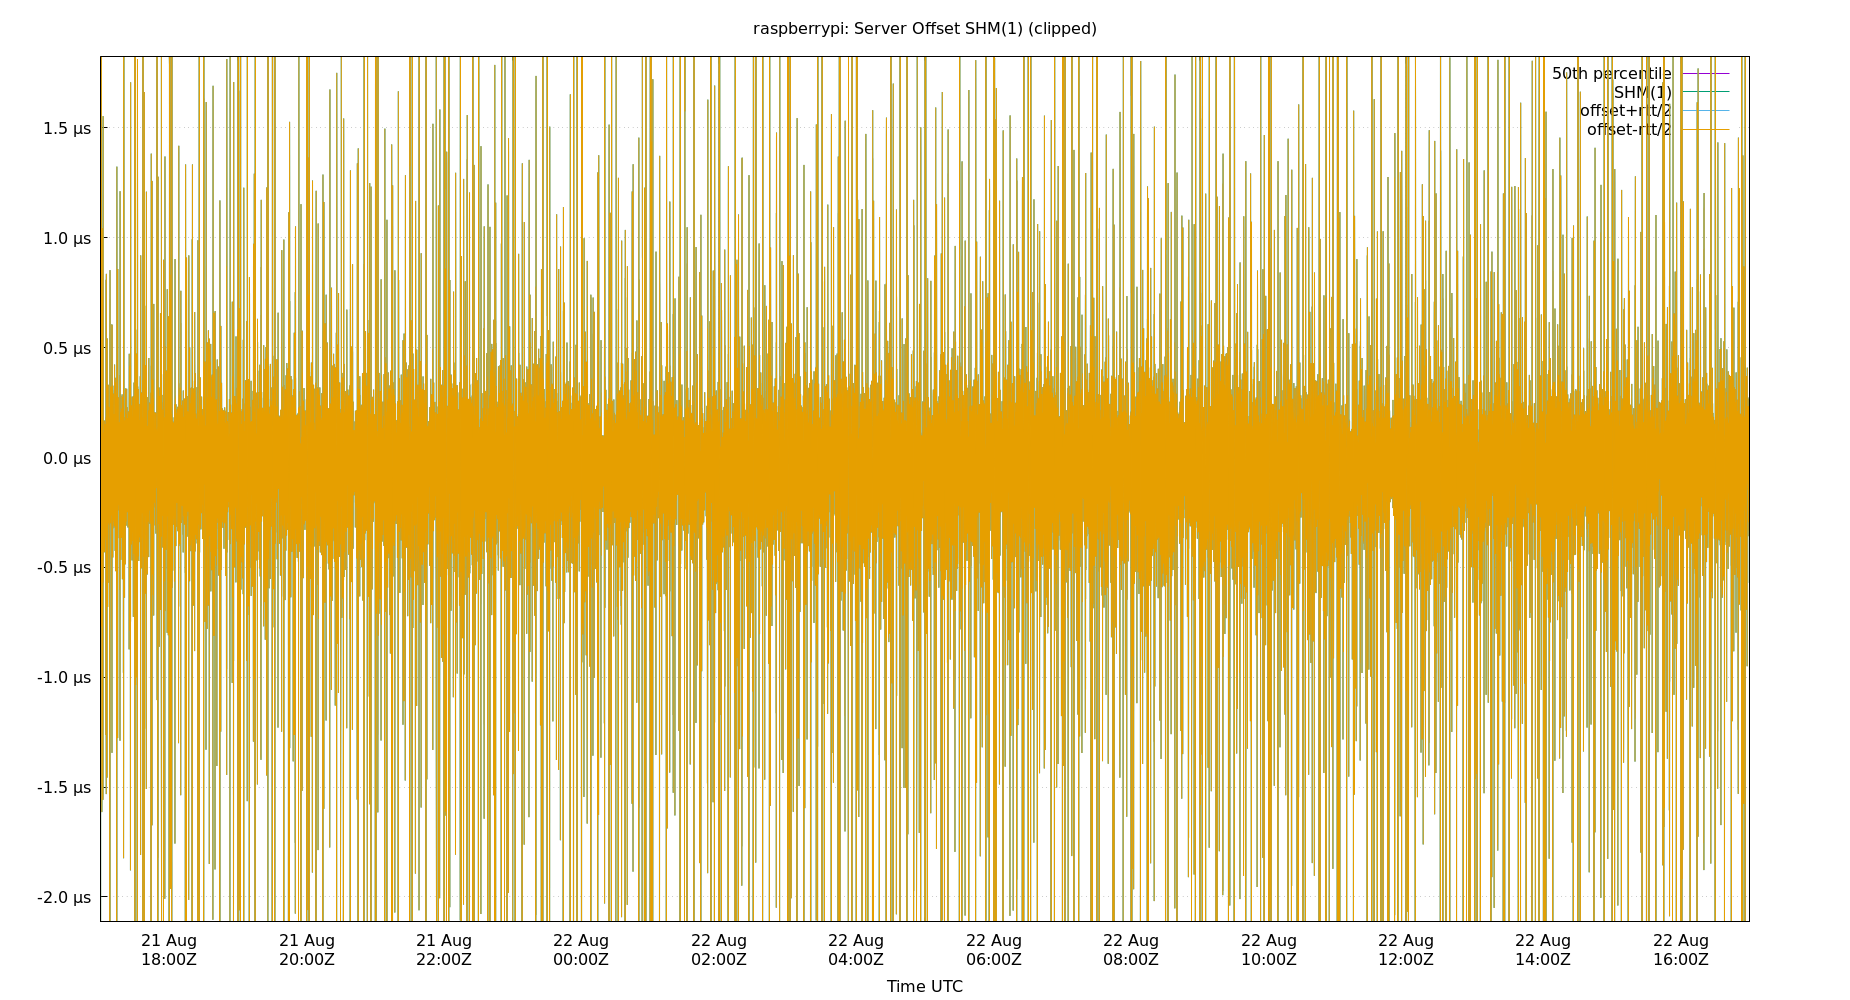 raspberrypi: Server Offset SHM(1) (clipped)
50th percentile
SHM(1)
offset+rtt/2
offset-rtt/2
1.5 µs
1.0 µs
0.5 µs
0.0 µs
-0.5 µs
-1.0 µs
-1.5 µs
-2.0 µs
21 Aug 21 Aug 21 Aug 22 Aug 22 Aug 22 Aug 22 Aug 22 Aug 22 Aug 22 Aug 22 Aug 22 Aug
18:00Z 20:00Z 22:00Z 00:00Z 02:00Z 04:00Z 06:00Z 08:00Z 10:00Z 12:00Z 14:00Z 16:00Z
Time UTC